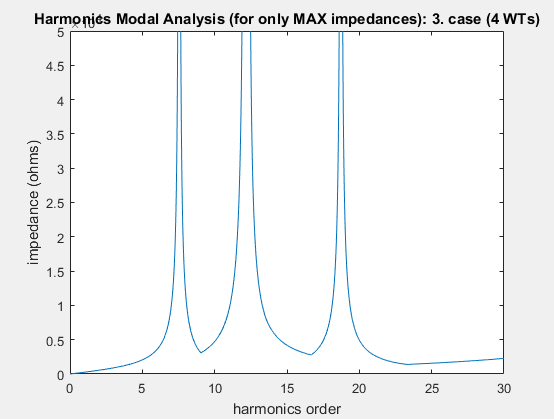 Harmonics Modal Analysis (for only MAX impedances): 3. case (4 WTs)
5
4.5
4
3.5
3
2.5
2
1.5
1
0.5
0
impedance (ohms)
0 5 10 15 20 25 30
harmonics order